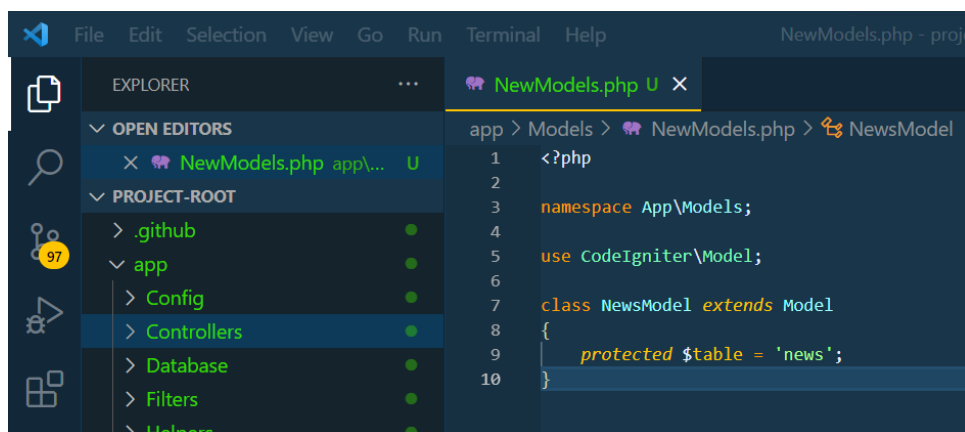 File Edit Selection View Go Run Terminal Help NewModels.php - proj
EXPLORER ...
OPEN EDITORS
NewModels.php app\... U
PROJECT-ROOT
.github
app
Config
Controllers
Database
Filters
Helpers
97
NewModels.php U
app > Models > NewModels.php > NewsModel
1 <?php
2
3 namespace App\Models;
4
5 use CodeIgniter\Model;
6
7 class NewsModel extends Model
8 {
9 protected $table = 'news';
10 }